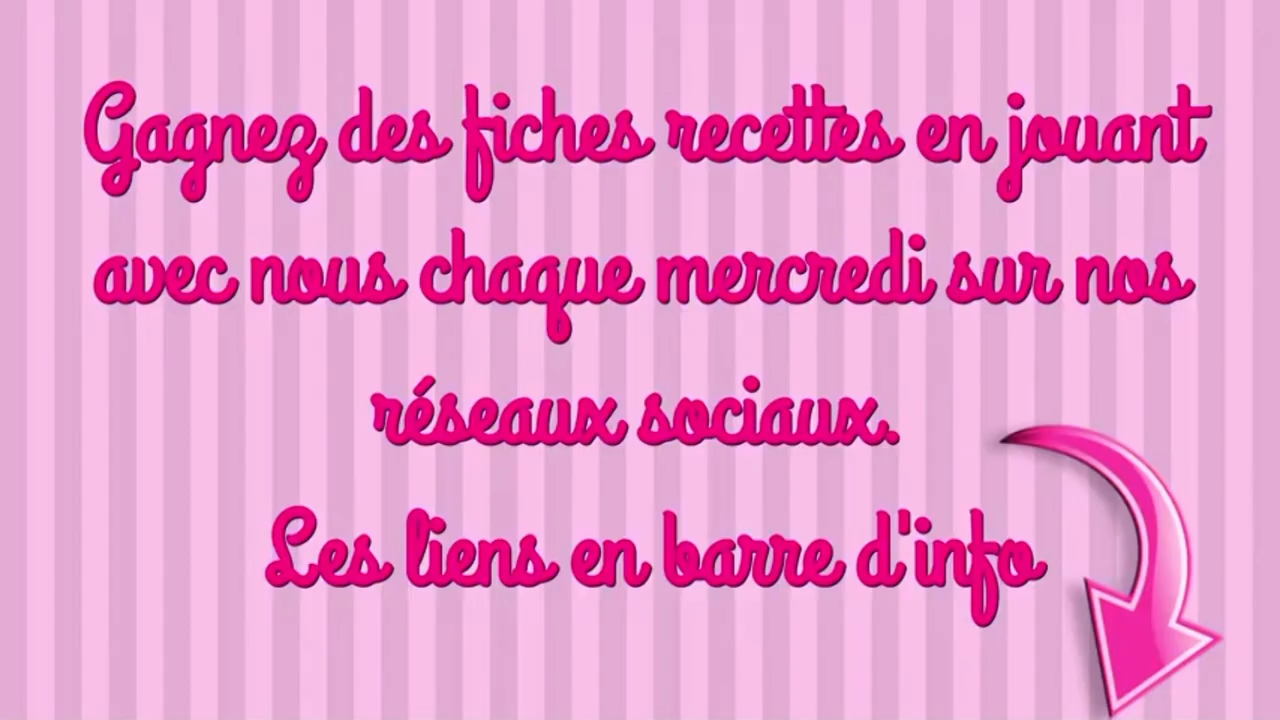 Gagnez des fiches recettes en jouant
avec nous chaque mercredi sur nos
réseaux sociaux.
Les liens en barre d'info